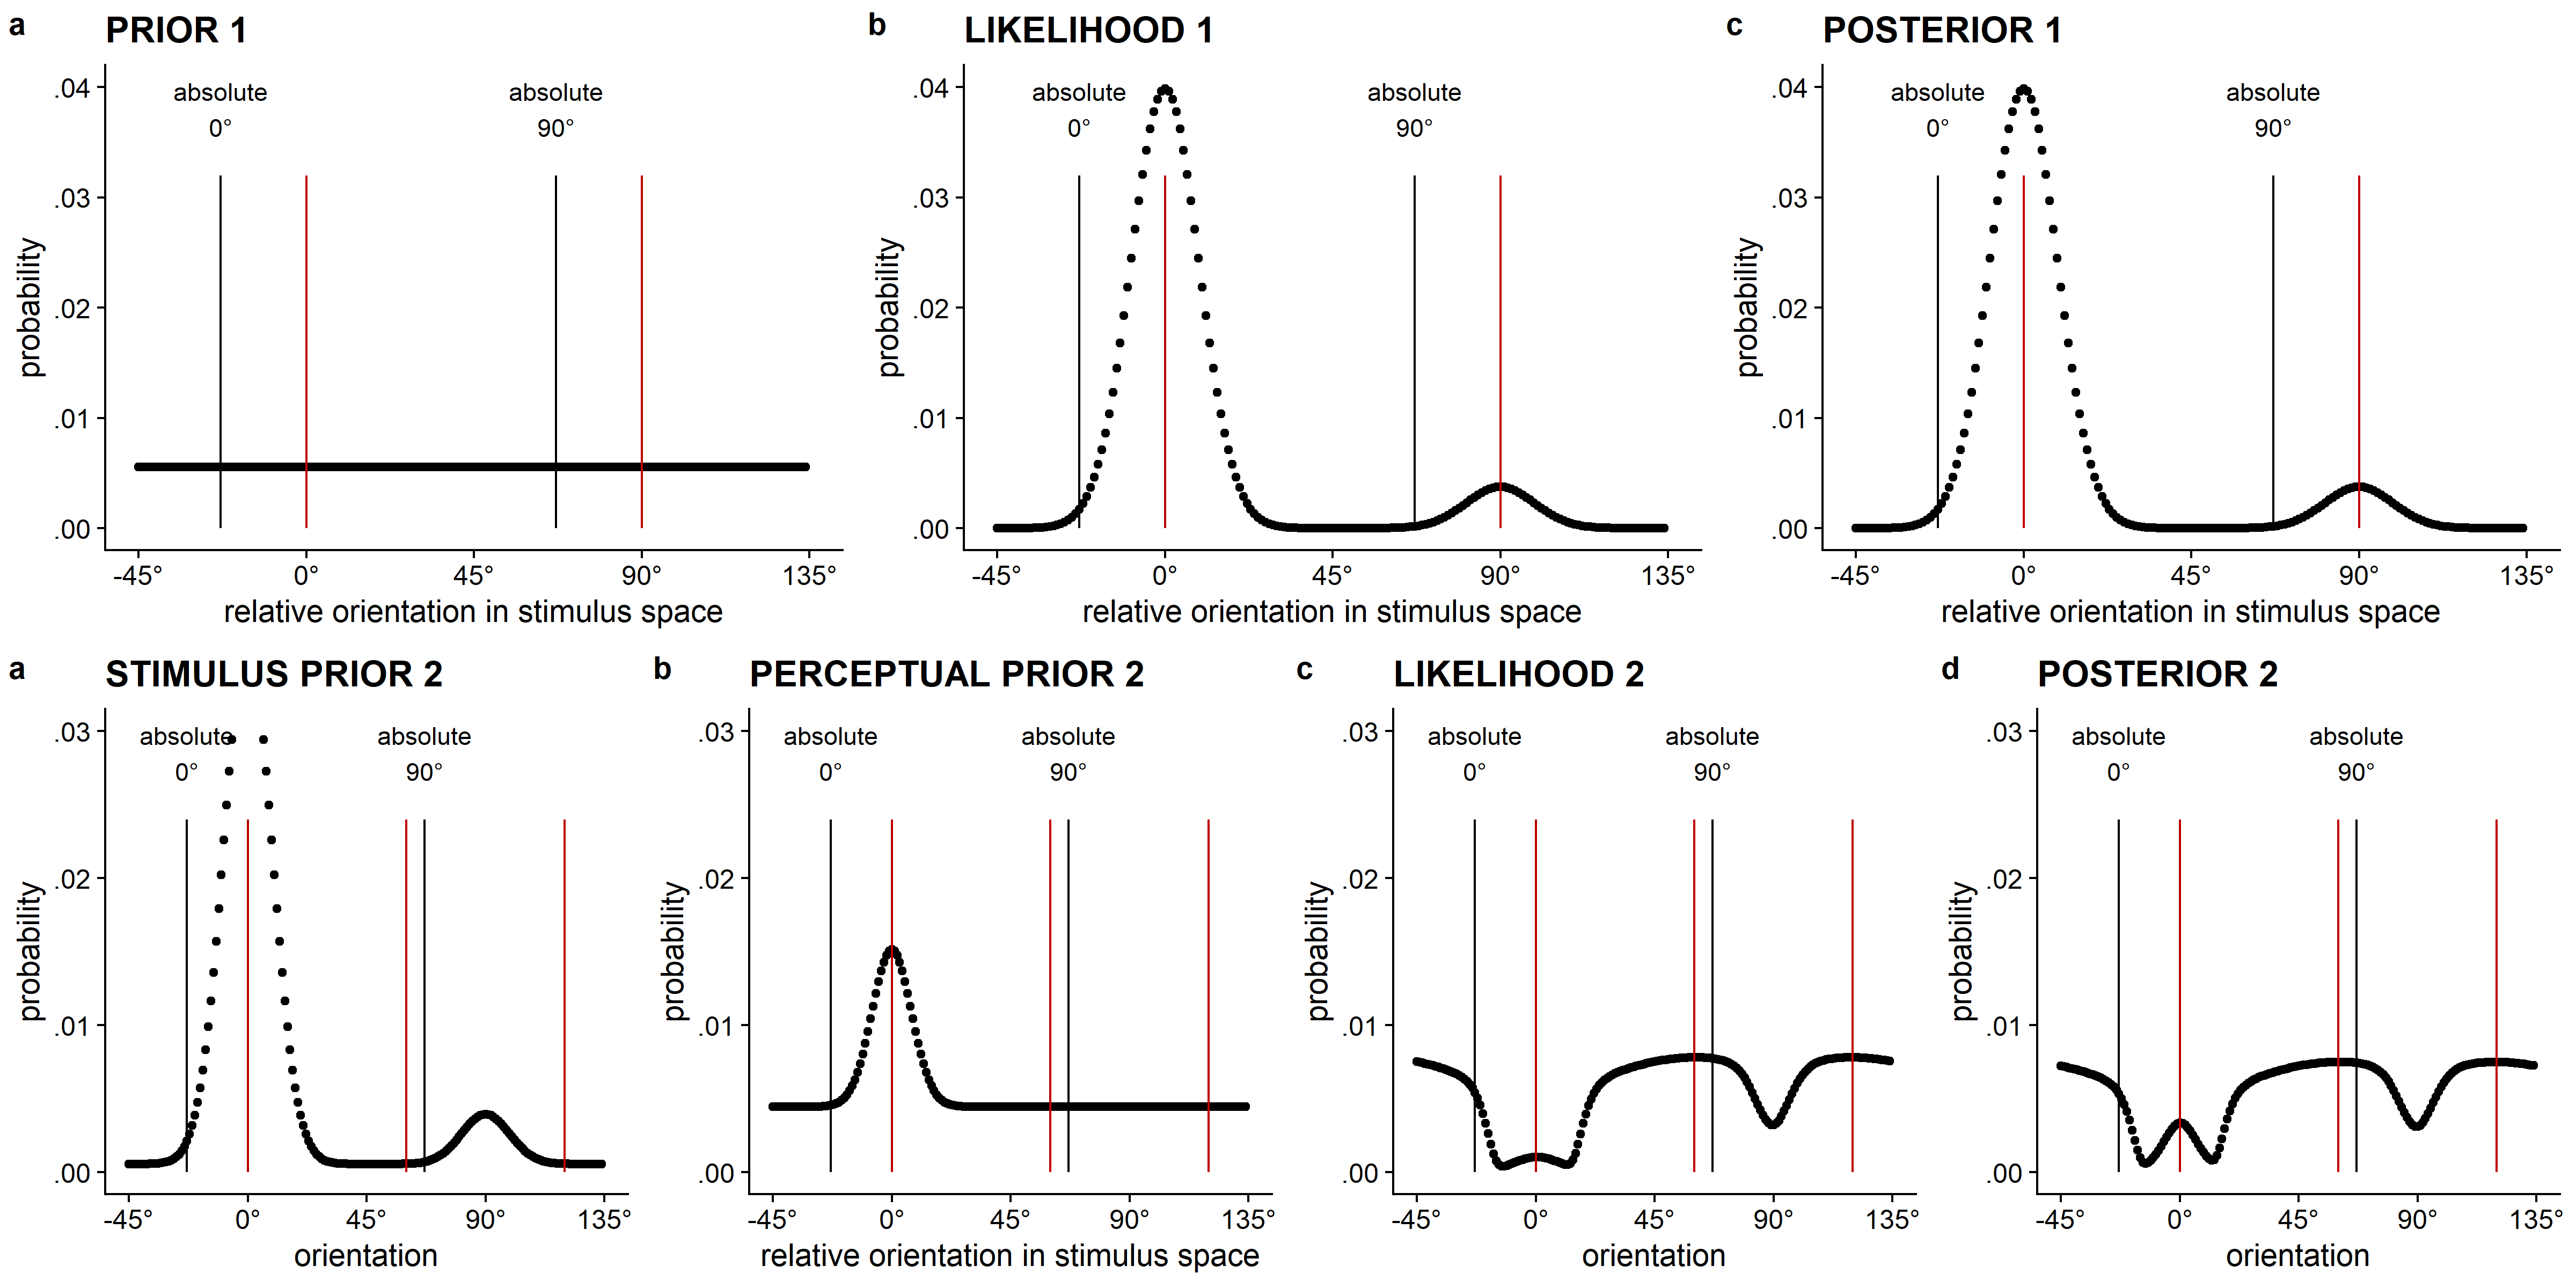 a PRIOR 1
absolute absolute
0° 90°
.04
.03
.02
.01
.00
probability
-45° 0° 45° 90° 135°
relative orientation in stimulus space
b LIKELIHOOD 1
absolute absolute
0° 90°
.04
.03
.02
.01
.00
probability
-45° 0° 45° 90° 135°
relative orientation in stimulus space
c POSTERIOR 1
absolute absolute
0° 90°
.04
.03
.02
.01
.00
probability
-45° 0° 45° 90° 135°
relative orientation in stimulus space
a STIMULUS PRIOR 2
absolute absolute
0° 90°
.03
.02
.01
.00
probability
-45° 0° 45° 90° 135°
orientation
b PERCEPTUAL PRIOR 2
absolute absolute
0° 90°
.03
.02
.01
.00
probability
-45° 0° 45° 90° 135°
relative orientation in stimulus space
c LIKELIHOOD 2
absolute absolute
0° 90°
.03
.02
.01
.00
probability
-45° 0° 45° 90° 135°
orientation
d POSTERIOR 2
absolute absolute
0° 90°
.03
.02
.01
.00
probability
-45° 0° 45° 90° 135°
orientation